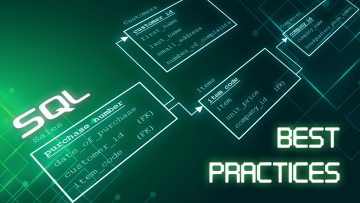 Customers
customer_id
first_name
last_name
email_address
number_of_complaints
company_id
Items
item_code
item
unit_price
company_id (FK)
SQL
Sales
purchase_number
date_of_purchase
customer_id (FK)
item_code (FK)
BEST
PRACTICES